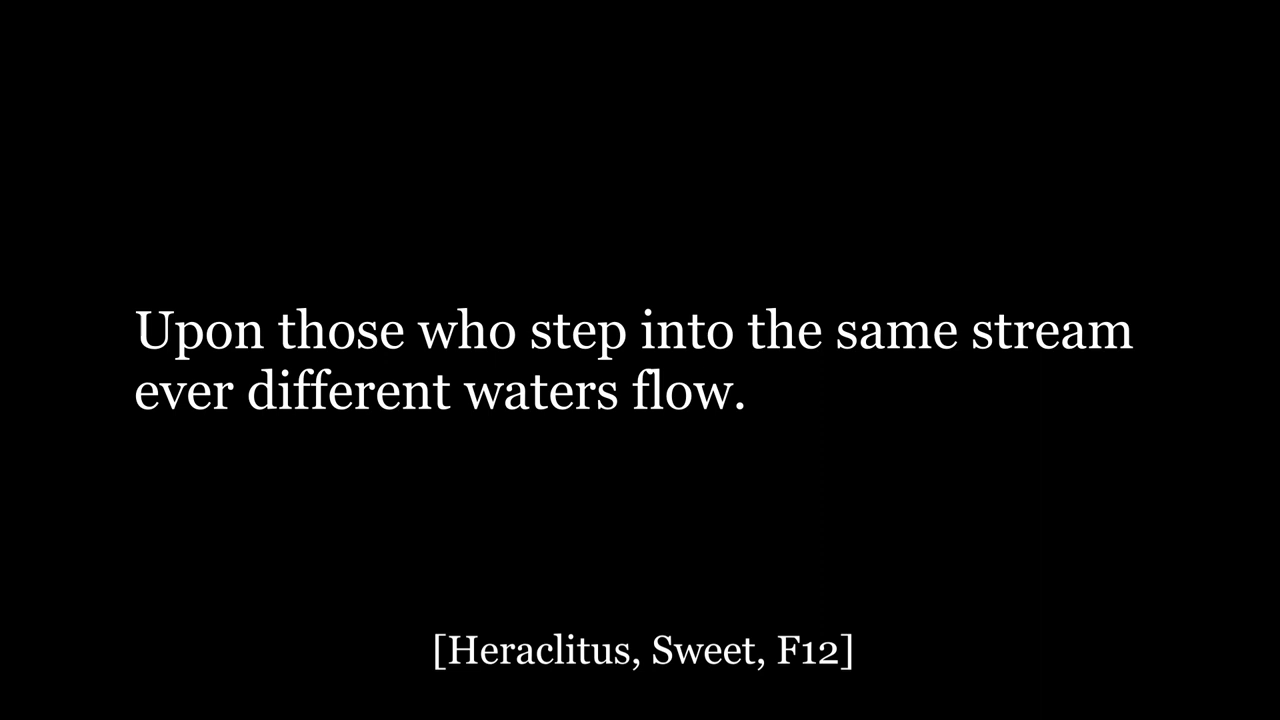 Upon those who step into the same stream
ever different waters flow.
[Heraclitus, Sweet, F12]